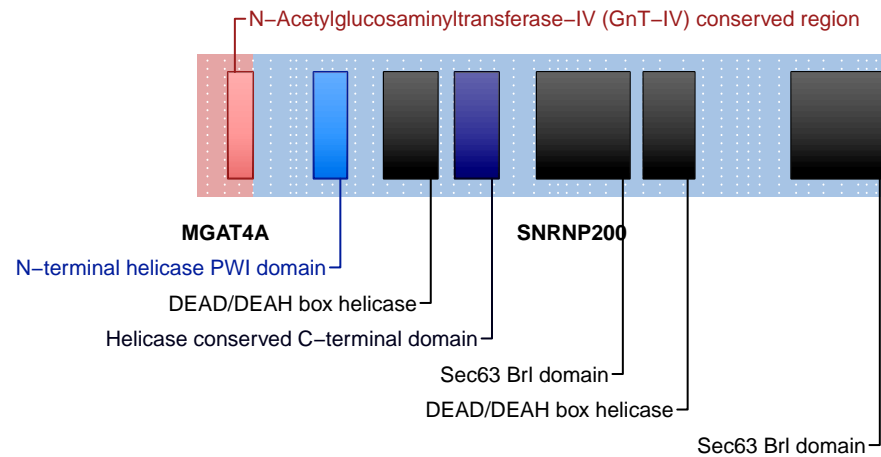 N−Acetylglucosaminyltransferase−IV (GnT−IV) conserved region
MGAT4A
SNRNP200
N−terminal helicase PWI domain
DEAD/DEAH box helicase
Helicase conserved C−terminal domain
Sec63 Brl domain
DEAD/DEAH box helicase
Sec63 Brl domain